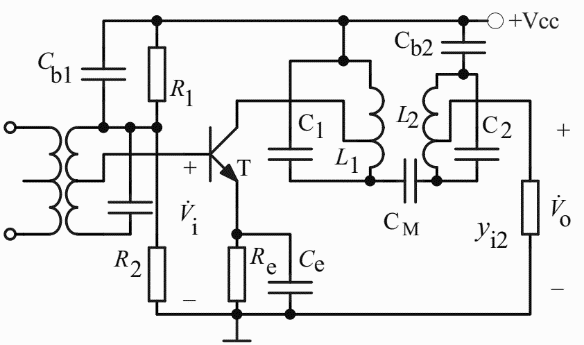 +Vcc
C_b1
R_1
C_b2
C_1
L_1
L_2
C_2
+
T
+
V̇_i
C_M
y_i2
V̇_o
R_2
R_e
C_e
–
–